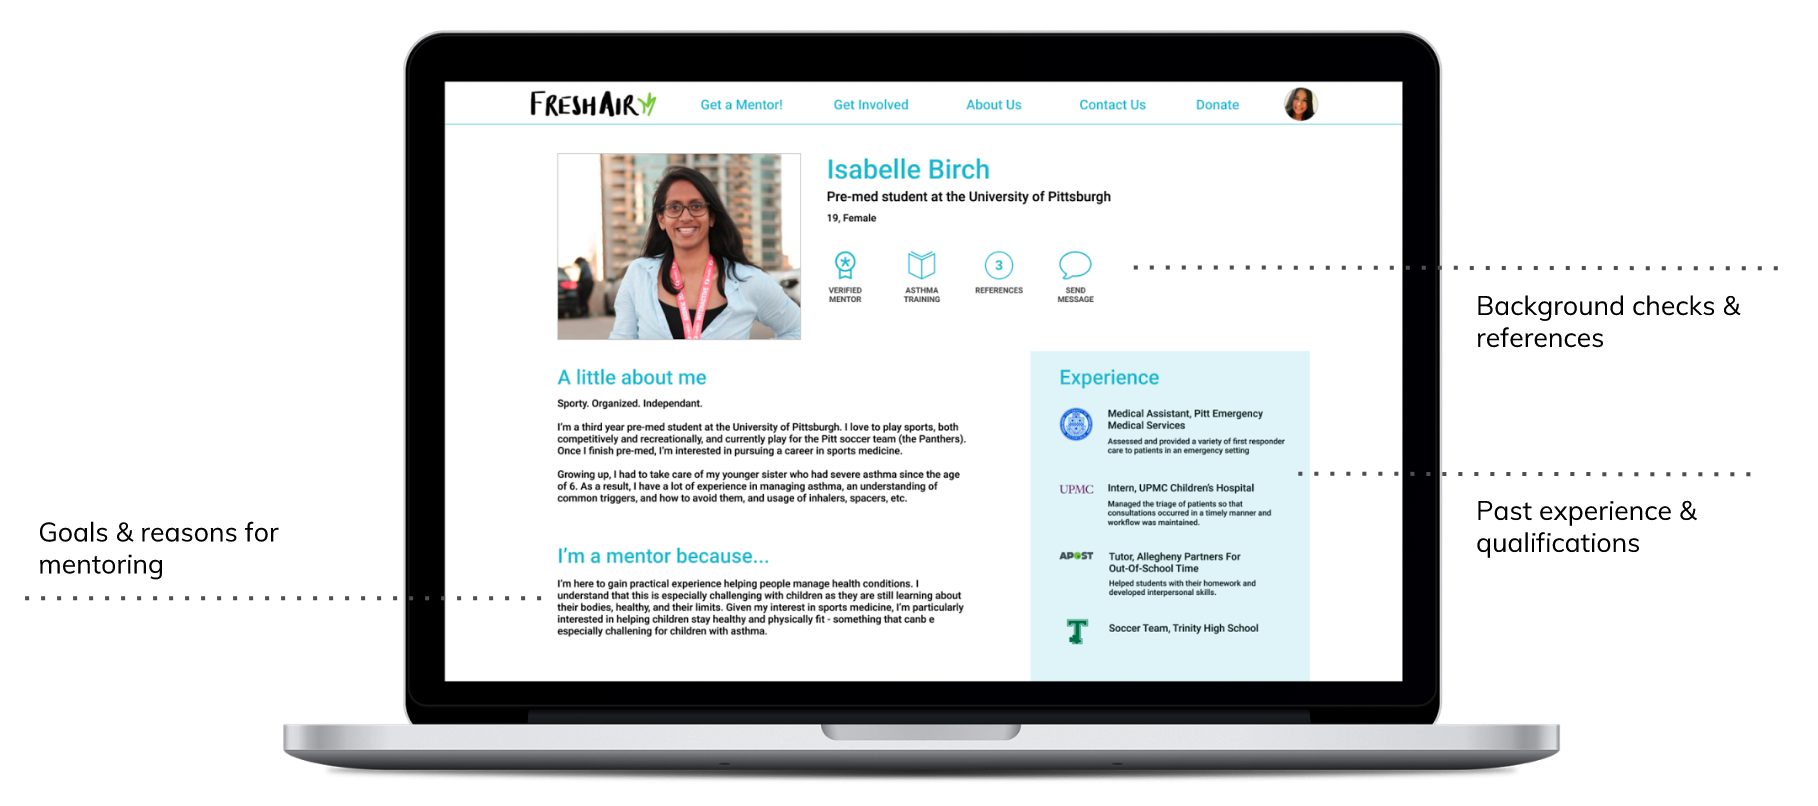 FRESHAIR
Get a Mentor!
Get Involved
About Us
Contact Us
Donate
Isabelle Birch
Pre-med student at the University of Pittsburgh
19, Female
VERIFIED
MENTOR
ASTHMA
TRAINING
3
REFERENCES
SEND
MESSAGE
Background checks &
references
A little about me
Sporty. Organized. Independant.
I'm a third year pre-med student at the University of Pittsburgh. I love to play sports, both
competitively and recreationally, and currently play for the Pitt soccer team (the Panthers).
Once I finish pre-med, I'm interested in pursuing a career in sports medicine.
Growing up, I had to take care of my younger sister who had severe asthma since the age
of 6. As a result, I have a lot of experience in managing asthma, an understanding of
common triggers, and how to avoid them, and usage of inhalers, spacers, etc.
Goals & reasons for
mentoring
I'm a mentor because...
I'm here to gain practical experience helping people manage health conditions. I
understand that this is especially challenging with children as they are still learning about
their bodies, healthy, and their limits. Given my interest in sports medicine, I'm particularly
interested in helping children stay healthy and physically fit - something that canb e
especially challening for children with asthma.
Experience
Medical Assistant, Pitt Emergency
Medical Services
Assessed and provided a variety of first responder
care to patients in an emergency setting
UPMC
Intern, UPMC Children's Hospital
Managed the triage of patients so that
consultations occurred in a timely manner and
workflow was maintained.
APOST
Tutor, Allegheny Partners For
Out-Of-School Time
Helped students with their homework and
developed interpersonal skills.
T
Soccer Team, Trinity High School
Past experience &
qualifications